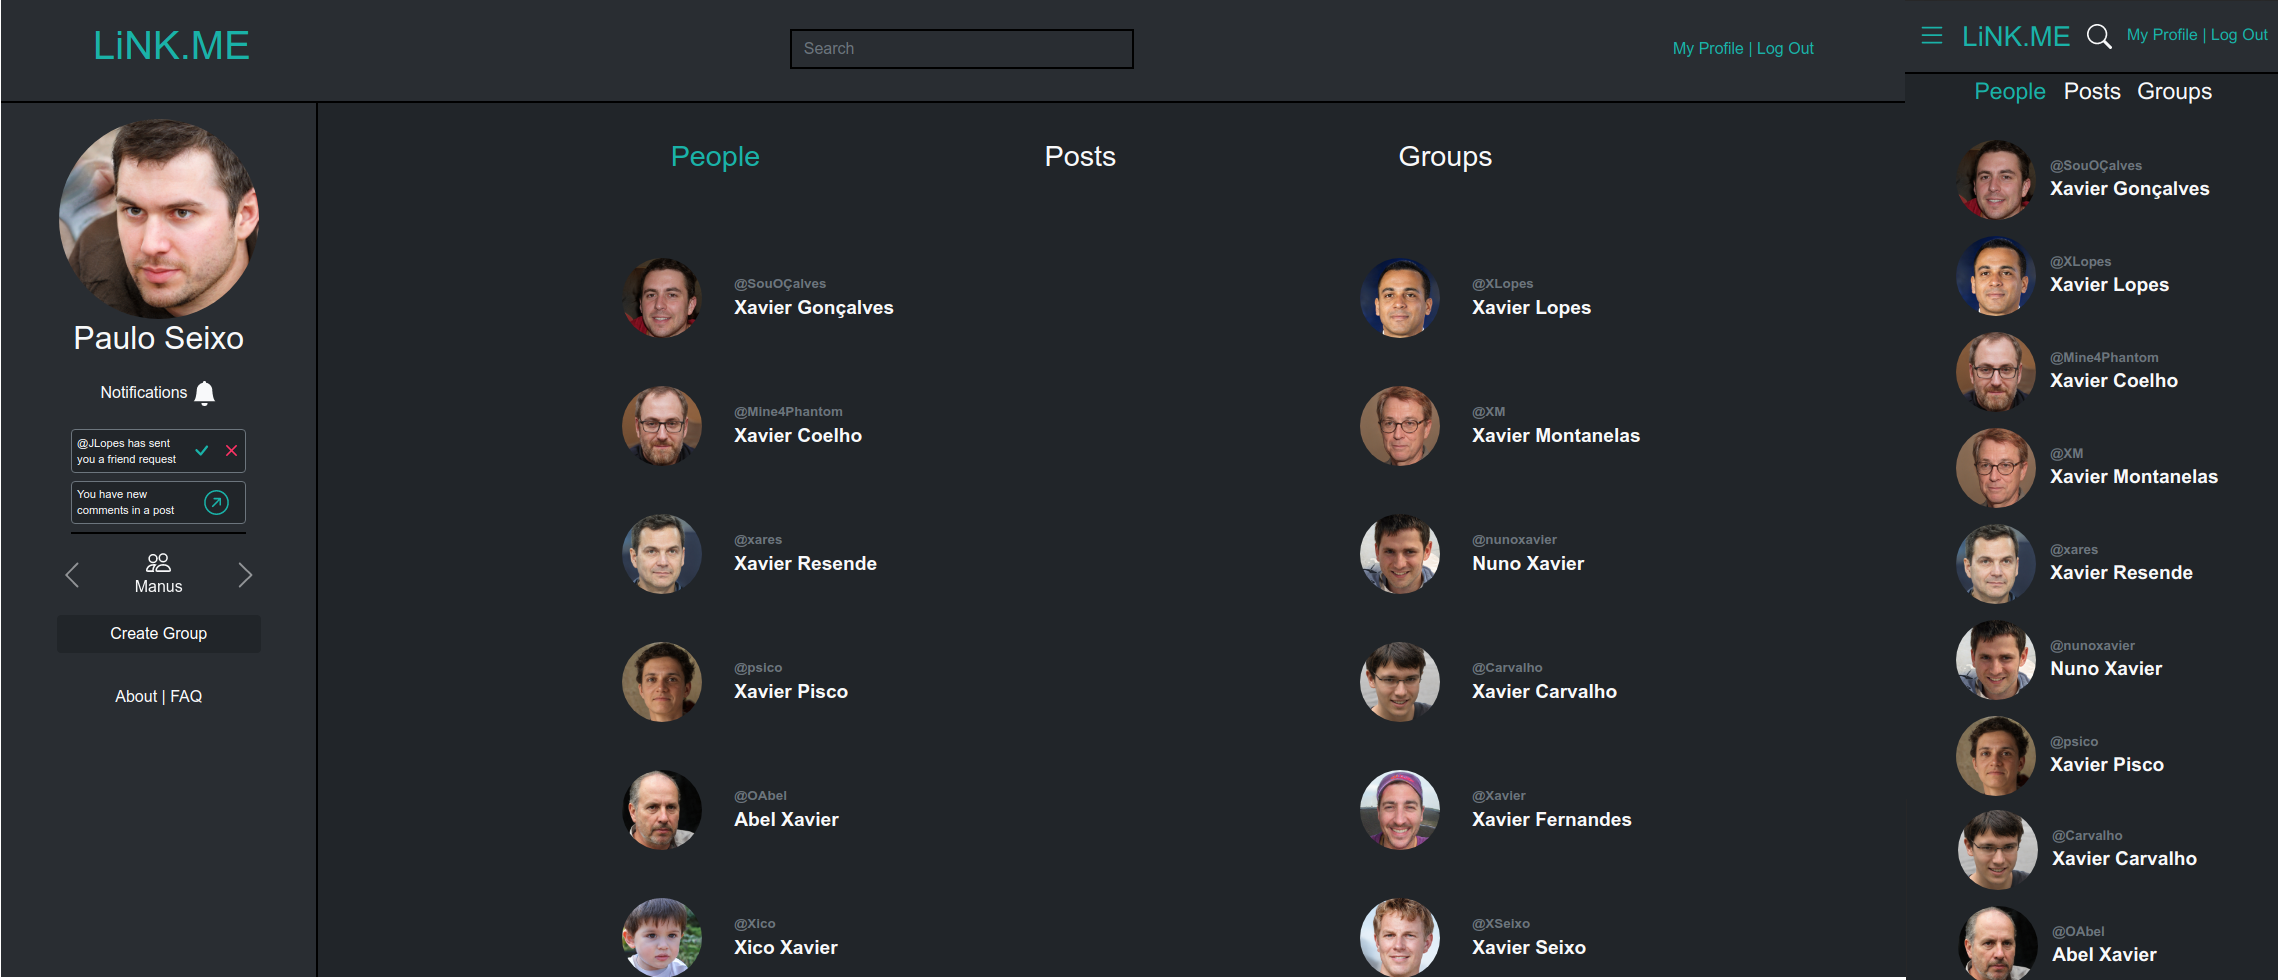 LiNK.ME
Search
My Profile | Log Out
Paulo Seixo
Notifications
@JLopes has sent
you a friend request
You have new
comments in a post
Manus
Create Group
About | FAQ
People Posts Groups
@SouOÇalves
Xavier Gonçalves
@XLopes
Xavier Lopes
@Mine4Phantom
Xavier Coelho
@XM
Xavier Montanelas
@xares
Xavier Resende
@nunoxavier
Nuno Xavier
@psico
Xavier Pisco
@Carvalho
Xavier Carvalho
@OAbel
Abel Xavier
@Xavier
Xavier Fernandes
@Xico
Xico Xavier
@XSeixo
Xavier Seixo
LiNK.ME
My Profile | Log Out
People Posts Groups
@SouOÇalves
Xavier Gonçalves
@XLopes
Xavier Lopes
@Mine4Phantom
Xavier Coelho
@XM
Xavier Montanelas
@xares
Xavier Resende
@nunoxavier
Nuno Xavier
@psico
Xavier Pisco
@Carvalho
Xavier Carvalho
@OAbel
Abel Xavier